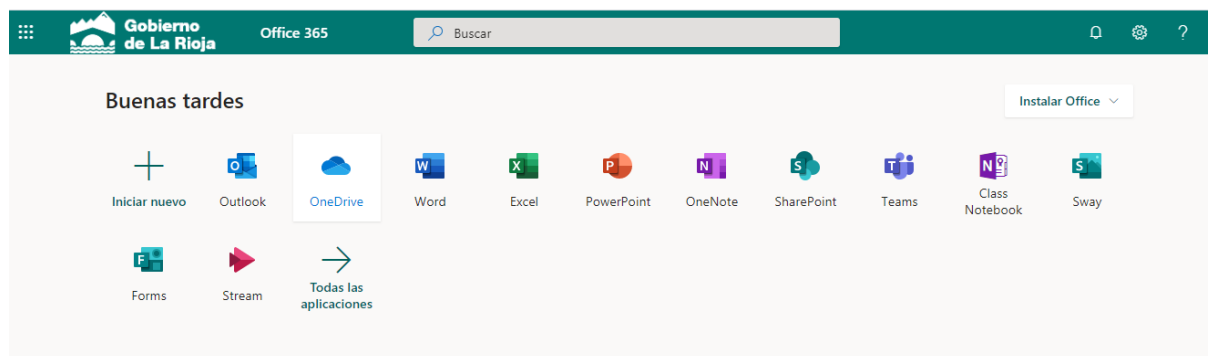 Gobierno
de La Rioja
Office 365
Buscar
?
Buenas tardes
Instalar Office
Iniciar nuevo
Outlook
OneDrive
Word
Excel
PowerPoint
OneNote
SharePoint
Teams
Class
Notebook
Sway
Forms
Stream
Todas las
aplicaciones